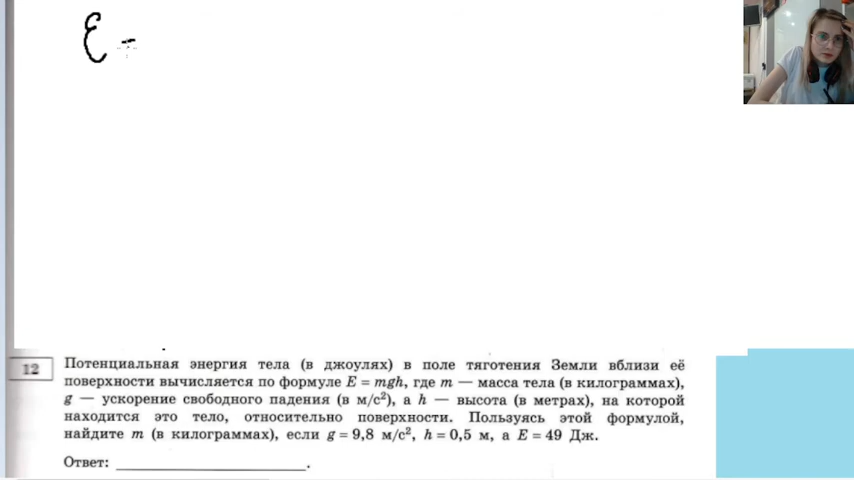 E =
12
Потенциальная энергия тела (в джоулях) в поле тяготения Земли вблизи её
поверхности вычисляется по формуле E = mgh, где m — масса тела (в килограммах),
g — ускорение свободного падения (в м/с²), а h — высота (в метрах), на которой
находится это тело, относительно поверхности. Пользуясь этой формулой,
найдите m (в килограммах), если g = 9,8 м/с², h = 0,5 м, а E = 49 Дж.
Ответ: ____________________.